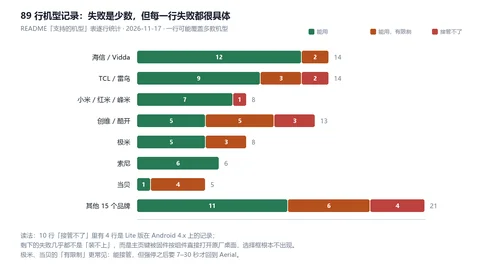 89 行机型记录：失败是少数，但每一行失败都很具体
README「支持的机型」表逐行统计 · 2026-11-17 · 一行可能覆盖多款机型
能用 能用，有限制 接管不了
海信 / Vidda 12 2 14
TCL / 雷鸟 9 3 2 14
小米 / 红米 / 峰米 7 1 8
创维 / 酷开 5 5 3 13
极米 5 3 8
索尼 6 6
当贝 1 4 5
其他 15 个品牌 11 6 4 21
读法：10 行「接管不了」里有 4 行是 Lite 版在 Android 4.x 上的记录；
剩下的失败几乎都不是「装不上」，而是主页键被固件按组件直接打开原厂桌面，选择框根本不出现。
极米、当贝的「有限制」更常见：能接管，但强停之后要 7–30 秒才回到 Aerial。